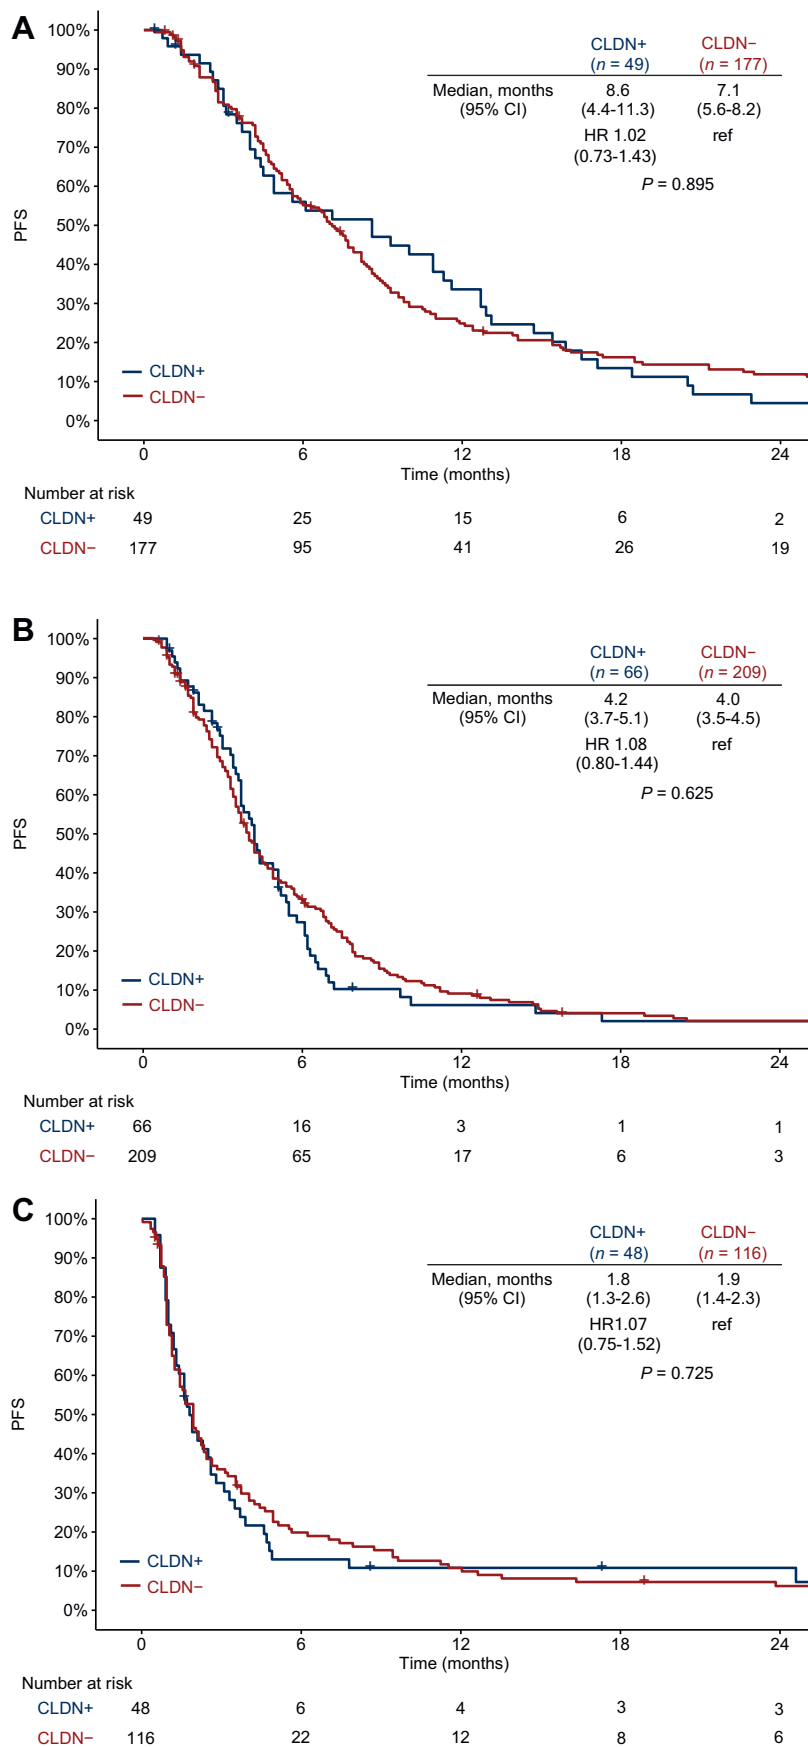 A
CLDN+ CLDN−
(n = 49) (n = 177)
Median, months 8.6 7.1
(95% CI) (4.4-11.3) (5.6-8.2)
HR 1.02 ref
(0.73-1.43)
P = 0.895
100%
90%
80%
70%
60%
50%
40%
30%
20%
10%
0%
PFS
CLDN+
CLDN−
0 6 12 18 24
Time (months)
Number at risk
CLDN+ 49 25 15 6 2
CLDN− 177 95 41 26 19
B
CLDN+ CLDN−
(n = 66) (n = 209)
Median, months 4.2 4.0
(95% CI) (3.7-5.1) (3.5-4.5)
HR 1.08 ref
(0.80-1.44)
P = 0.625
100%
90%
80%
70%
60%
50%
40%
30%
20%
10%
0%
PFS
CLDN+
CLDN−
0 6 12 18 24
Time (months)
Number at risk
CLDN+ 66 16 3 1 1
CLDN− 209 65 17 6 3
C
CLDN+ CLDN−
(n = 48) (n = 116)
Median, months 1.8 1.9
(95% CI) (1.3-2.6) (1.4-2.3)
HR1.07 ref
(0.75-1.52)
P = 0.725
100%
90%
80%
70%
60%
50%
40%
30%
20%
10%
0%
PFS
CLDN+
CLDN−
0 6 12 18 24
Time (months)
Number at risk
CLDN+ 48 6 4 3 3
CLDN− 116 22 12 8 6